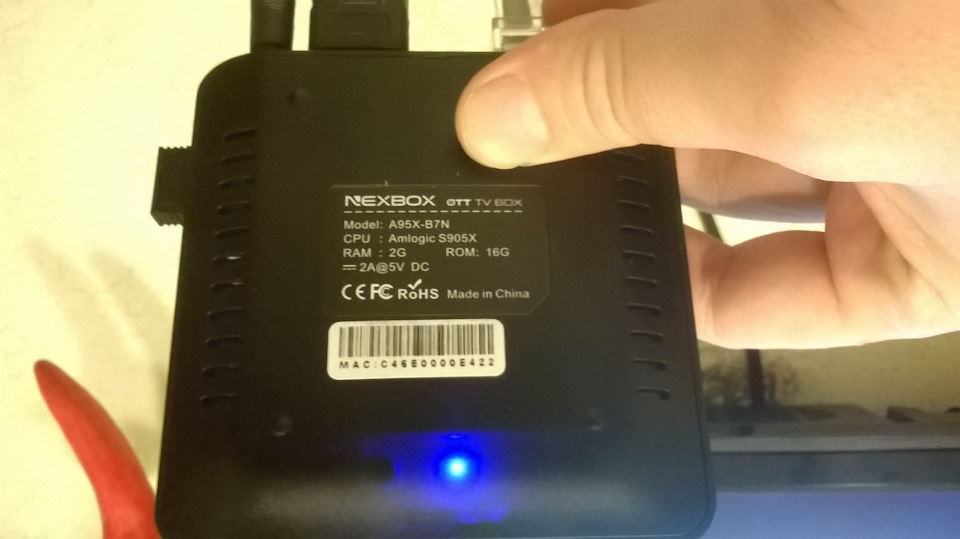 NEXBOX OTT TV BOX
Model: A95X-B7N
CPU : Amlogic S905X
RAM : 2G ROM: 16G
2A@5V DC
CE FC RoHS Made in China
MAC:C46E0000E422